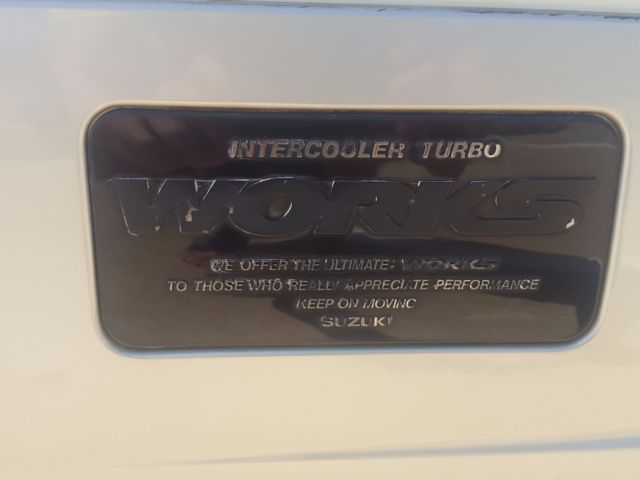 INTERCOOLER TURBO
WORKS
WE OFFER THE ULTIMATE: WORKS
TO THOSE WHO REALLY APPRECIATE PERFORMANCE
KEEP ON MOVING
SUZUKI